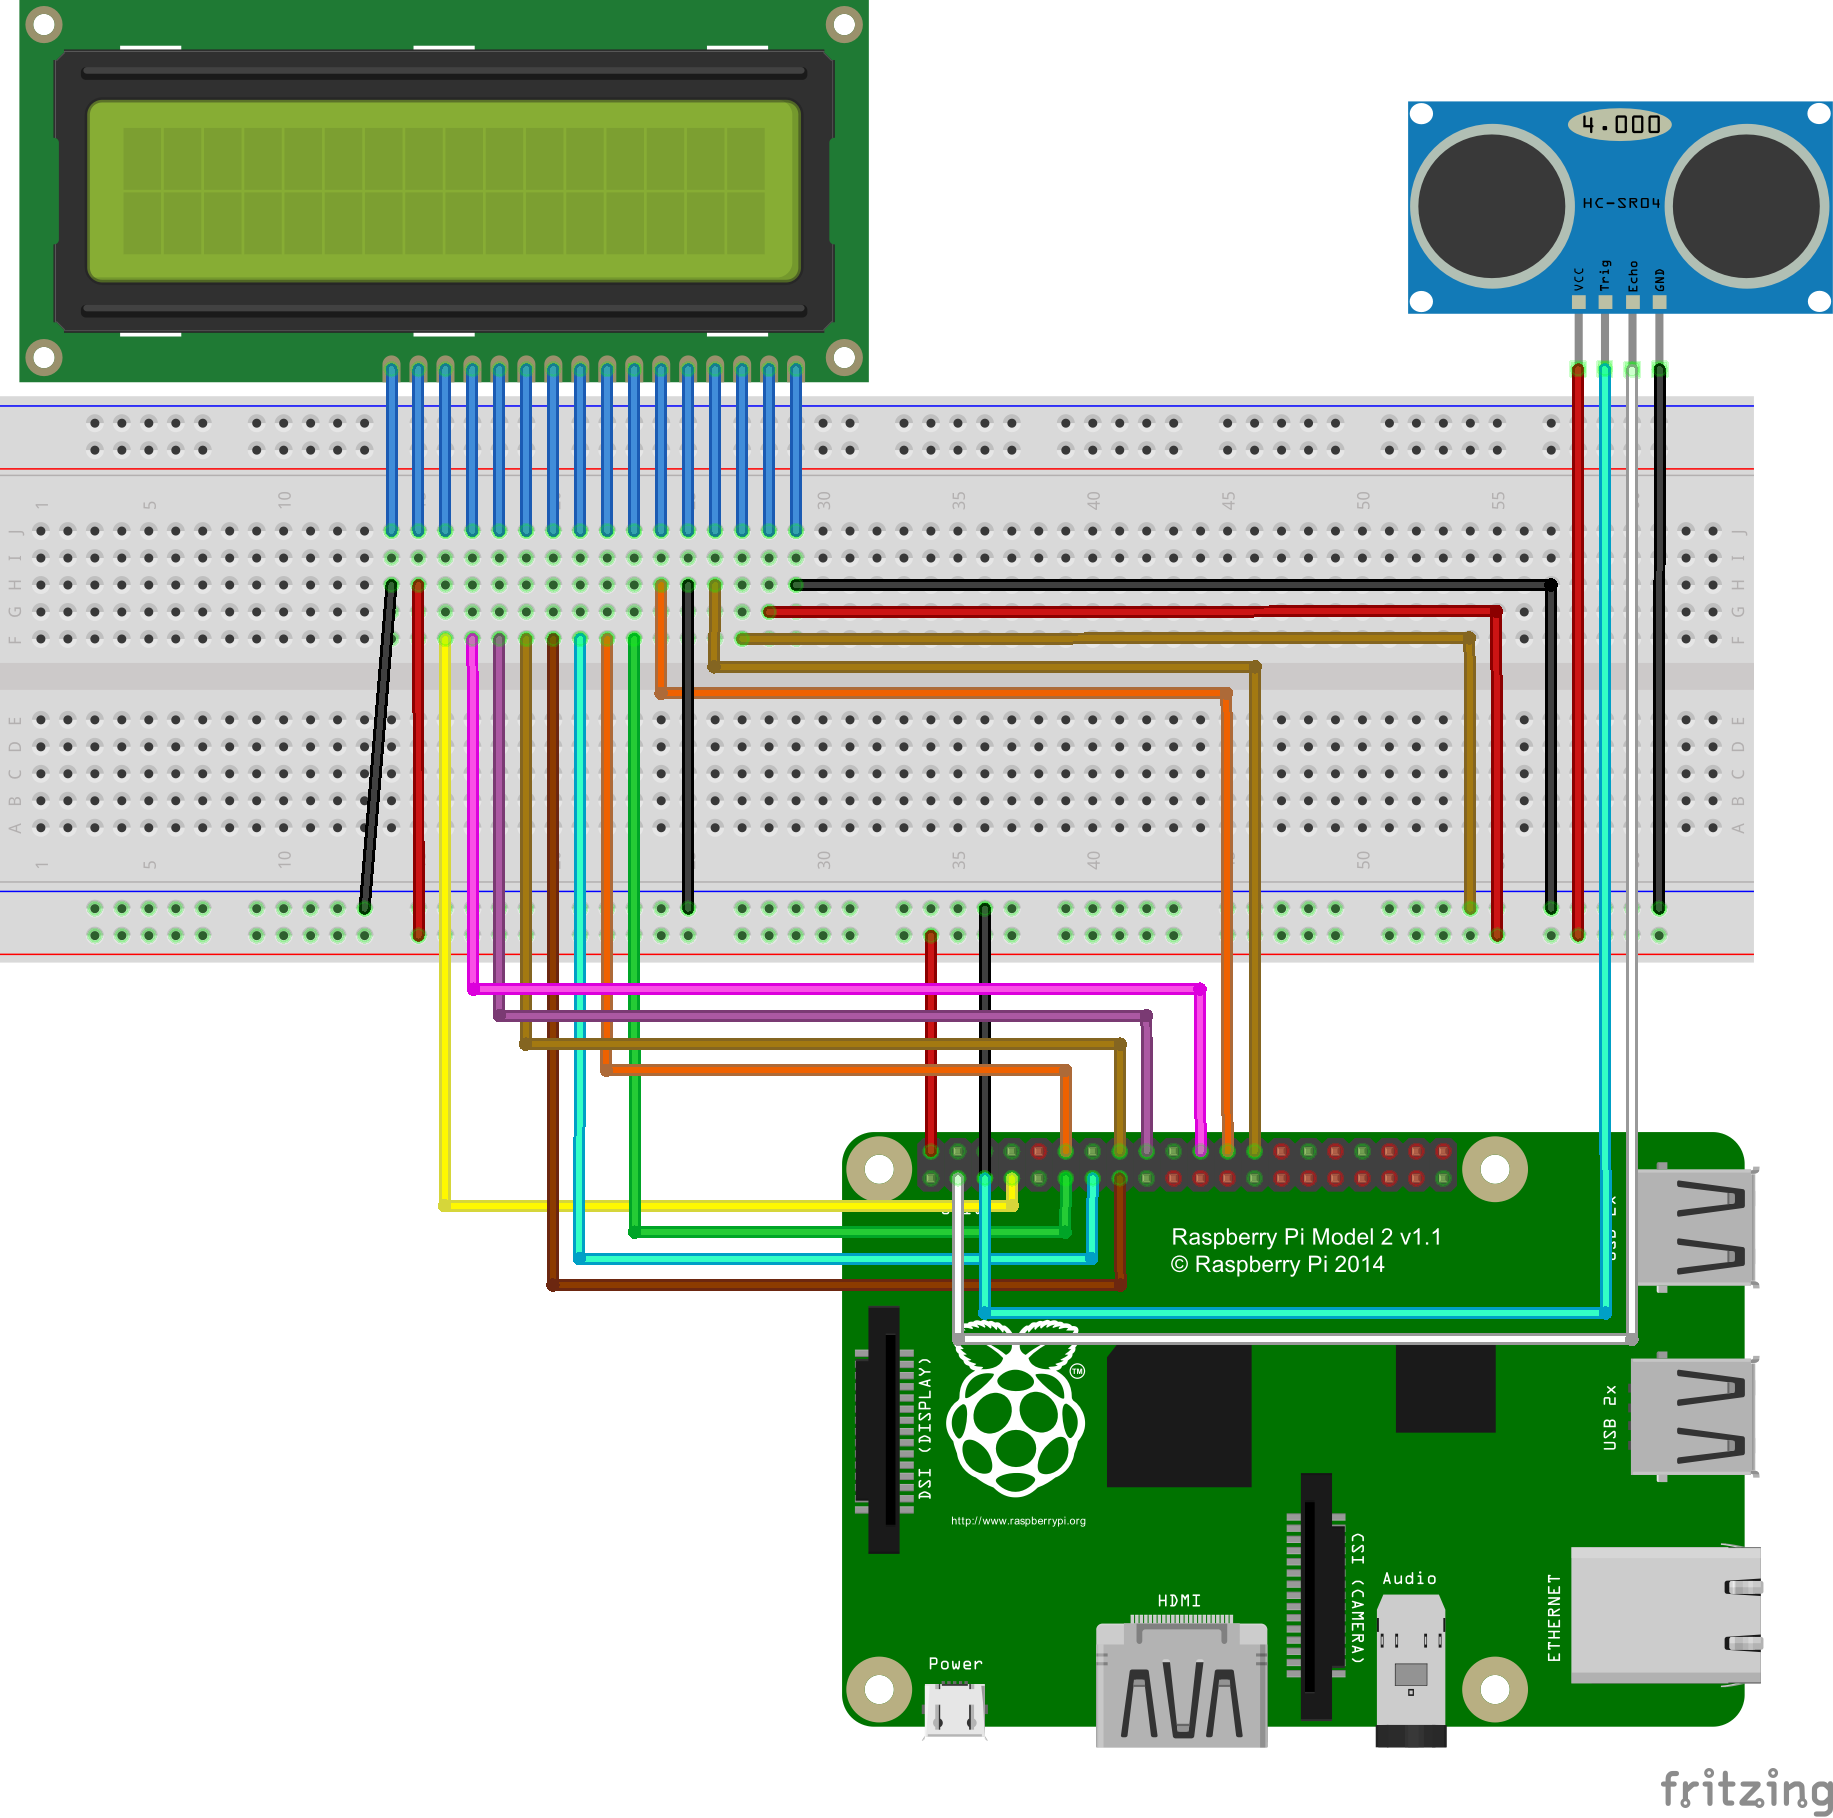 4.000
HC-SR04
VCC
Trig
Echo
GND
1 5 10 30 35 40 45 50 55
J J
I I
H H
G G
F F
E E
D D
C C
B B
A A
1 5 10 30 35 40 50
Raspberry Pi Model 2 v1.1
© Raspberry Pi 2014
USB 2x
TM
DSI (DISPLAY)
USB 2x
http://www.raspberrypi.org
CSI (CAMERA)
Audio
ETHERNET
HDMI
Power
fritzing